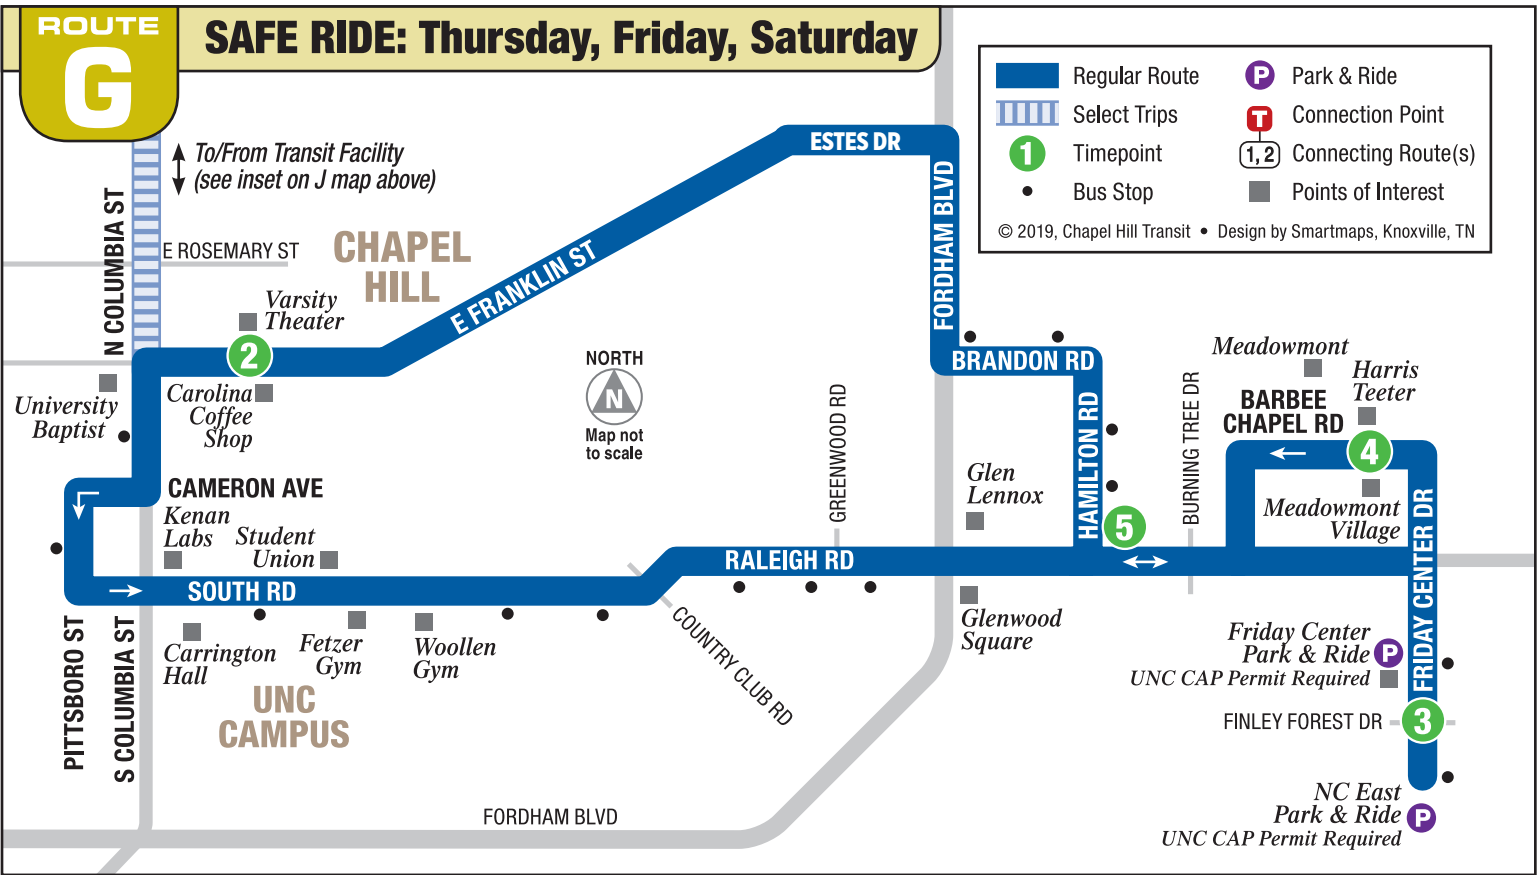 ROUTE
G
SAFE RIDE: Thursday, Friday, Saturday
Regular Route
Select Trips
1 Timepoint
Bus Stop
P Park & Ride
T Connection Point
1, 2 Connecting Route(s)
Points of Interest
© 2019, Chapel Hill Transit • Design by Smartmaps, Knoxville, TN
To/From Transit Facility
(see inset on J map above)
N COLUMBIA ST
E ROSEMARY ST
CHAPEL
HILL
ESTES DR
FORDHAM BLVD
E FRANKLIN ST
Varsity
Theater
2
Carolina
Coffee
Shop
University
Baptist
NORTH
N
Map not
to scale
BRANDON RD
HAMILTON RD
GREENWOOD RD
Glen
Lennox
5
BURNING TREE DR
Meadowmont
Harris
Teeter
BARBEE
CHAPEL RD
4
Meadowmont
Village
CAMERON AVE
Kenan
Labs
Student
Union
SOUTH RD
RALEIGH RD
PITTSBORO ST
S COLUMBIA ST
Carrington
Hall
Fetzer
Gym
Woollen
Gym
UNC
CAMPUS
COUNTRY CLUB RD
Glenwood
Square
FRIDAY CENTER DR
Friday Center
Park & Ride P
UNC CAP Permit Required
FINLEY FOREST DR
3
NC East
Park & Ride P
UNC CAP Permit Required
FORDHAM BLVD